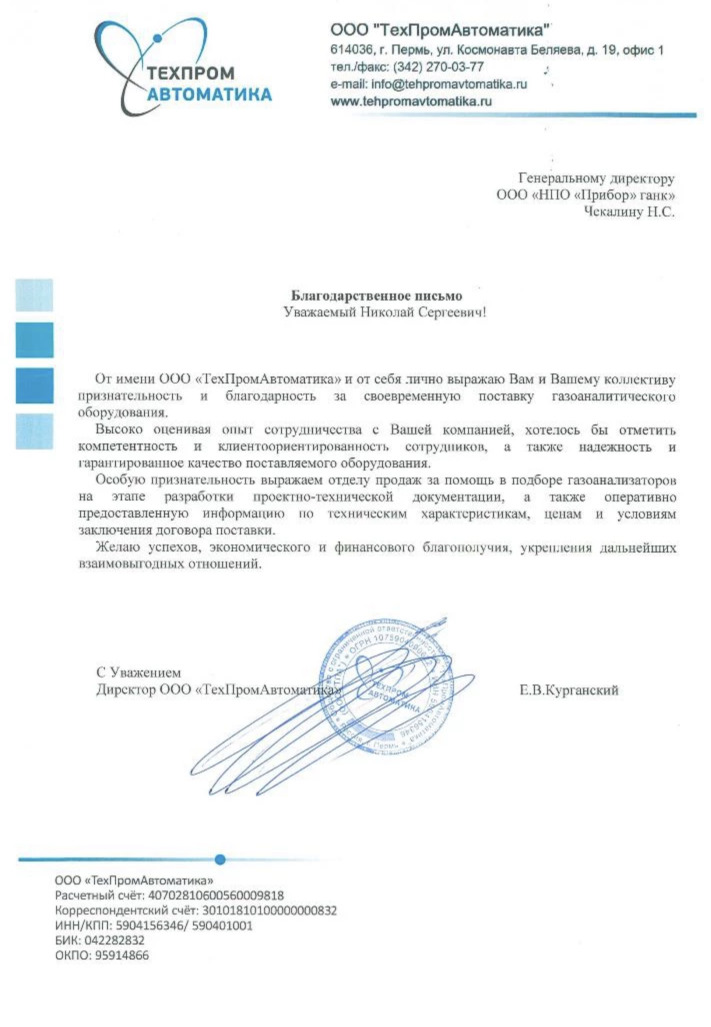 ТЕХПРОМ
АВТОМАТИКА
ООО "ТехПромАвтоматика"
614036, г. Пермь, ул. Космонавта Беляева, д. 19, офис 1
тел./факс: (342) 270-03-77
e-mail: info@tehpromavtomatika.ru
www.tehpromavtomatika.ru
Генеральному директору
ООО «НПО «Прибор» ганк»
Чекалину Н.С.
Благодарственное письмо
Уважаемый Николай Сергеевич!
От имени ООО «ТехПромАвтоматика» и от себя лично выражаю Вам и Вашему коллективу
признательность и благодарность за своевременную поставку газоаналитического
оборудования.
Высоко оценивая опыт сотрудничества с Вашей компанией, хотелось бы отметить
компетентность и клиентоориентированность сотрудников, а также надежность и
гарантированное качество поставляемого оборудования.
Особую признательность выражаем отделу продаж за помощь в подборе газоанализаторов
на этапе разработки проектно-технической документации, а также оперативно
предоставленную информацию по техническим характеристикам, ценам и условиям
заключения договора поставки.
Желаю успехов, экономического и финансового благополучия, укрепления дальнейших
взаимовыгодных отношений.
С Уважением
Директор ООО «ТехПромАвтоматика»
Е.В.Курганский
ТЕХПРОМ
АВТОМАТИКА
ООО «ТехПромАвтоматика»
Расчетный счёт: 40702810600560009818
Корреспондентский счёт: 30101810100000000832
ИНН/КПП: 5904156346/ 590401001
БИК: 042282832
ОКПО: 95914866